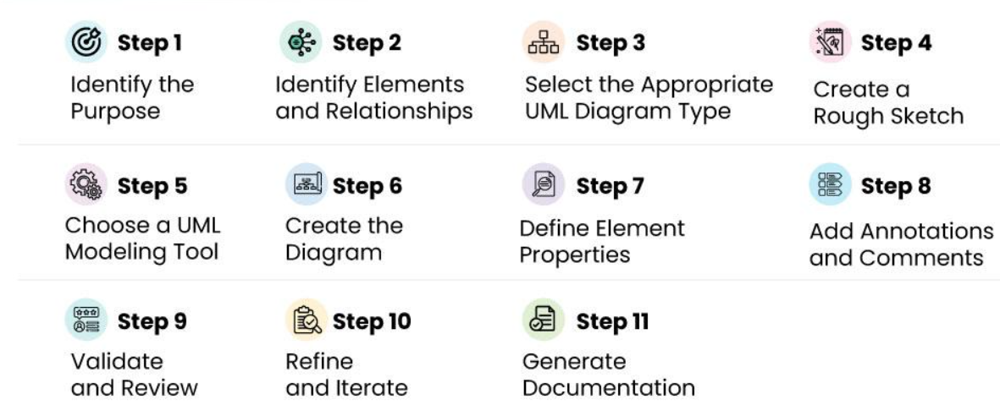 Step 1
Identify the
Purpose
Step 2
Identify Elements
and Relationships
Step 3
Select the Appropriate
UML Diagram Type
Step 4
Create a
Rough Sketch
Step 5
Choose a UML
Modeling Tool
Step 6
Create the
Diagram
Step 7
Define Element
Properties
Step 8
Add Annotations
and Comments
Step 9
Validate
and Review
Step 10
Refine
and Iterate
Step 11
Generate
Documentation